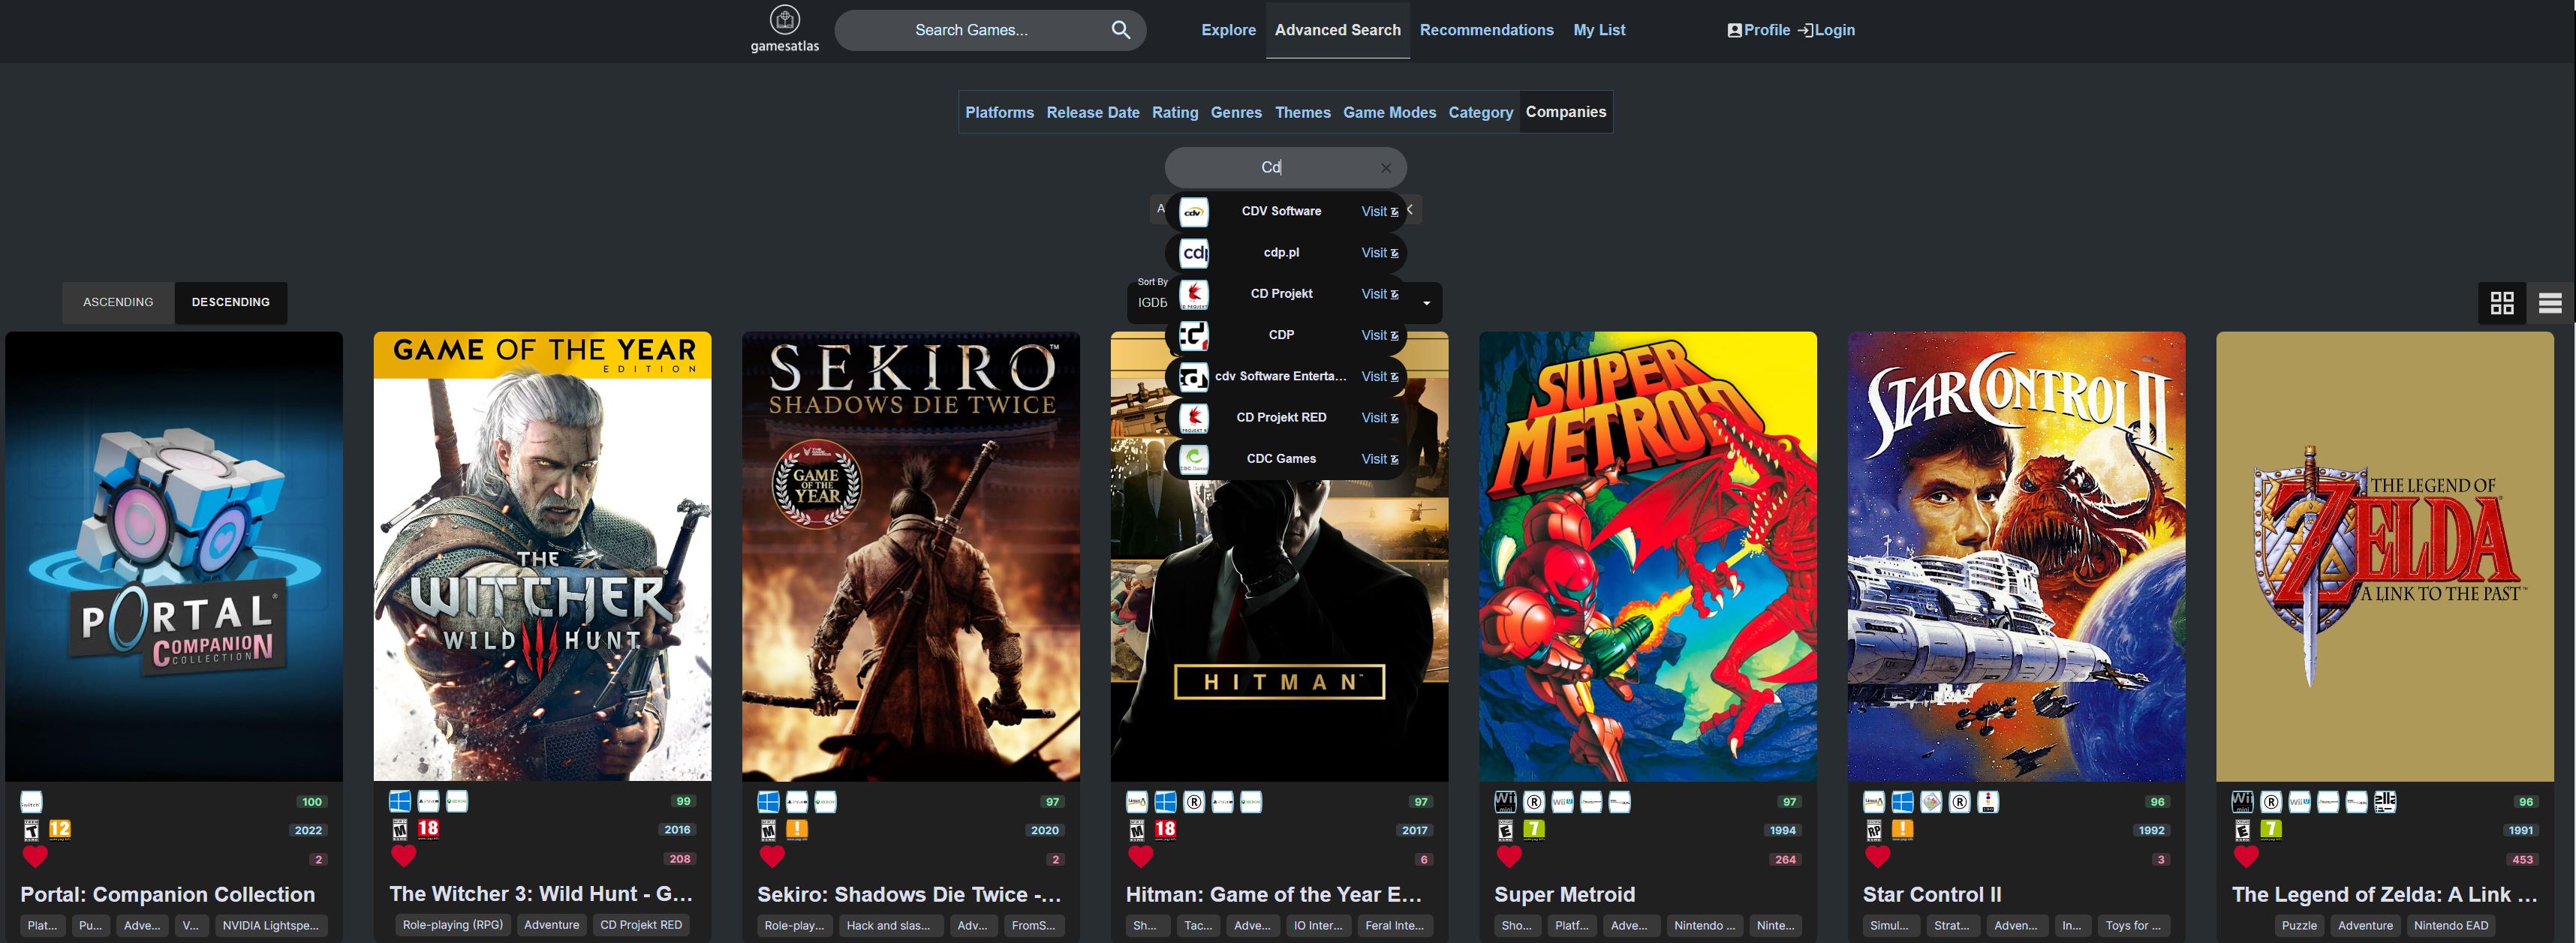 gamesatlas
Search Games...
Explore
Advanced Search
Recommendations
My List
Profile
Login
Platforms
Release Date
Rating
Genres
Themes
Game Modes
Category
Companies
Cd
CDV Software
Visit
cdp.pl
Visit
CD Projekt
Visit
CDP
Visit
cdv Software Enterta...
Visit
CD Projekt RED
Visit
CDC Games
Visit
ASCENDING
DESCENDING
Sort By
IGDB
PORTAL
COMPANION
COLLECTION
100
12
2022
2
Portal: Companion Collection
Plat...
Pu...
Adve...
V...
NVIDIA Lightspe...
GAME OF THE YEAR
EDITION
THE
WITCHER
WILD HUNT
99
M
18
2016
208
The Witcher 3: Wild Hunt - G...
Role-playing (RPG)
Adventure
CD Projekt RED
SEKIRO™
SHADOWS DIE TWICE
GAME
OF THE
YEAR
97
M
!
2020
2
Sekiro: Shadows Die Twice -...
Role-play...
Hack and slas...
Adv...
FromS...
HITMAN™
97
M
18
2017
6
Hitman: Game of the Year E...
Sh...
Tac...
Adve...
IO Inter...
Feral Inte...
SUPER
METROID
97
E
7
1994
264
Super Metroid
Sho...
Platf...
Adve...
Nintendo ...
Ninte...
STAR CONTROL II
96
RP
!
1992
3
Star Control II
Simul...
Strat...
Adven...
In...
Toys for ...
THE LEGEND OF
ZELDA
A LINK TO THE PAST™
96
E
7
1991
453
The Legend of Zelda: A Link ...
Puzzle
Adventure
Nintendo EAD